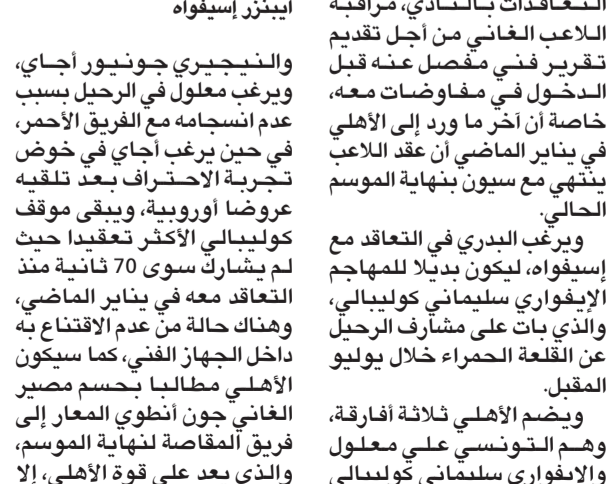 التعاقدات بالنادي، مراقبة
اللاعب الغاني من أجل تقديم
تقرير فني مفصل عنه قبل
الدخول في مفاوضات معه،
خاصة أن آخر ما ورد إلى الأهلي
في يناير الماضي أن عقد اللاعب
ينتهي مع سيون بنهاية الموسم
الحالي.
ويرغب البدري في التعاقد مع
إسيفواه، ليكون بديلا للمهاجم
الإيفواري سليماني كوليبالي،
والذي بات على مشارف الرحيل
عن القلعة الحمراء خلال يوليو
المقبل.
ويضم الأهلي ثلاثة أفارقة،
وهم التونسي علي معلول
والإيفواري سليماني كوليبالي
ايبنزر إسيفواه
والنيجيري جونيور أجاي،
ويرغب معلول في الرحيل بسبب
عدم انسجامه مع الفريق الأحمر،
في حين يرغب أجاي في خوض
تجربة الاحتراف بعد تلقيه
عروضا أوروبية، ويبقى موقف
كوليبالي الأكثر تعقيدا حيث
لم يشارك سوى 70 ثانية منذ
التعاقد معه في يناير الماضي،
وهناك حالة من عدم الاقتناع به
داخل الجهاز الفني، كما سيكون
الأهلي مطالبا بحسم مصير
الغاني جون أنطوي المعار إلى
فريق المقاصة لنهاية الموسم،
والذي يعد على قوة الأهلي، إلا